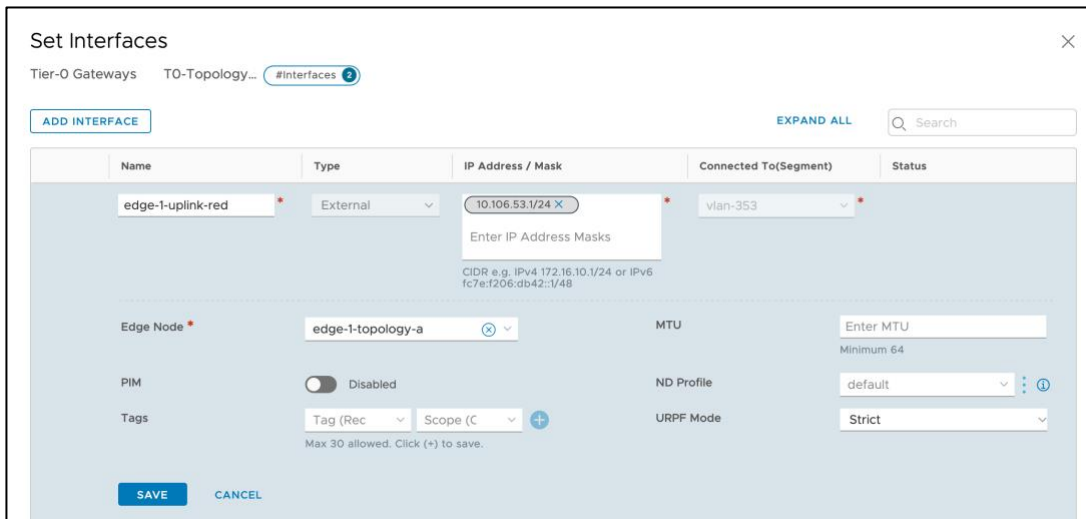 Set Interfaces
Tier-0 Gateways T0-Topology... #Interfaces 2
ADD INTERFACE EXPAND ALL Search
Name Type IP Address / Mask Connected To(Segment) Status
edge-1-uplink-red * External 10.106.53.1/24 X * vlan-353 *
Enter IP Address Masks
CIDR e.g. IPv4 172.16.10.1/24 or IPv6
fc7e:f206:db42::1/48
Edge Node * edge-1-topology-a MTU Enter MTU
Minimum 64
PIM Disabled ND Profile default
Tags Tag (Rec Scope (C URPF Mode Strict
Max 30 allowed. Click (+) to save.
SAVE CANCEL